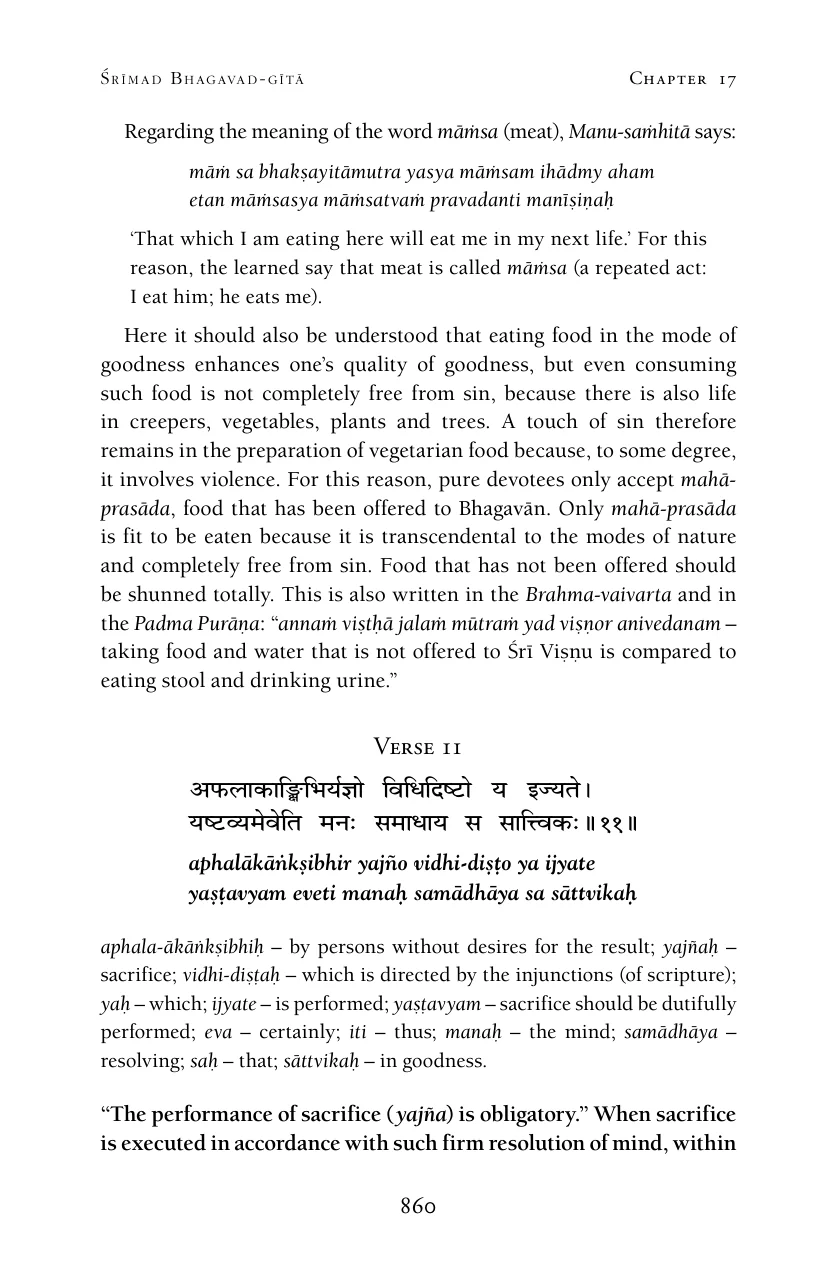 Śrīmad Bhagavad-gītā Chapter 17
Regarding the meaning of the word māṁsa (meat), Manu-saṁhitā says:
māṁ sa bhakṣayitāmutra yasya māṁsam ihādmy aham
etan māṁsasya māṁsatvaṁ pravadanti manīṣiṇaḥ
‘That which I am eating here will eat me in my next life.’ For this
reason, the learned say that meat is called māṁsa (a repeated act:
I eat him; he eats me).
Here it should also be understood that eating food in the mode of
goodness enhances one’s quality of goodness, but even consuming
such food is not completely free from sin, because there is also life
in creepers, vegetables, plants and trees. A touch of sin therefore
remains in the preparation of vegetarian food because, to some degree,
it involves violence. For this reason, pure devotees only accept mahā-
prasāda, food that has been offered to Bhagavān. Only mahā-prasāda
is fit to be eaten because it is transcendental to the modes of nature
and completely free from sin. Food that has not been offered should
be shunned totally. This is also written in the Brahma-vaivarta and in
the Padma Purāṇa: “annaṁ viṣṭhā jalaṁ mūtraṁ yad viṣṇor anivedanam –
taking food and water that is not offered to Śrī Viṣṇu is compared to
eating stool and drinking urine.”
Verse 11
अफलाकाङ्क्षिभिर्यज्ञो विधिदिष्टो य इज्यते।
यष्टव्यमेवेति मनः समाधाय स सात्त्विकः॥११॥
aphalākāṅkṣibhir yajño vidhi-diṣṭo ya ijyate
yaṣṭavyam eveti manaḥ samādhāya sa sāttvikaḥ
aphala-ākāṅkṣibhiḥ – by persons without desires for the result; yajñaḥ –
sacrifice; vidhi-diṣṭaḥ – which is directed by the injunctions (of scripture);
yaḥ – which; ijyate – is performed; yaṣṭavyam – sacrifice should be dutifully
performed; eva – certainly; iti – thus; manaḥ – the mind; samādhāya –
resolving; saḥ – that; sāttvikaḥ – in goodness.
“The performance of sacrifice (yajña) is obligatory.” When sacrifice
is executed in accordance with such firm resolution of mind, within
860